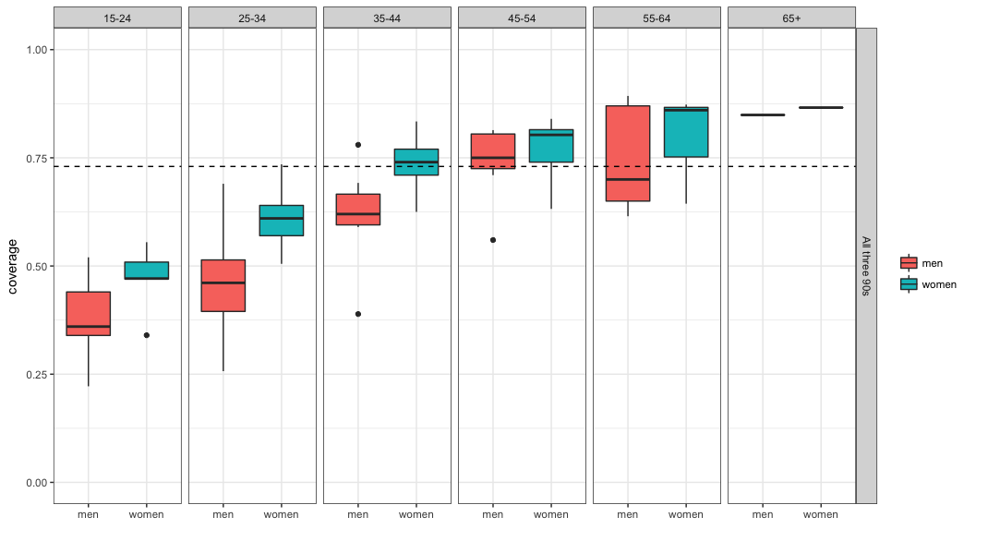 15-24 25-34 35-44 45-54 55-64 65+
1.00
0.75
0.50
0.25
0.00
coverage
All three 90s
men
women
men women men women men women men women men women men women